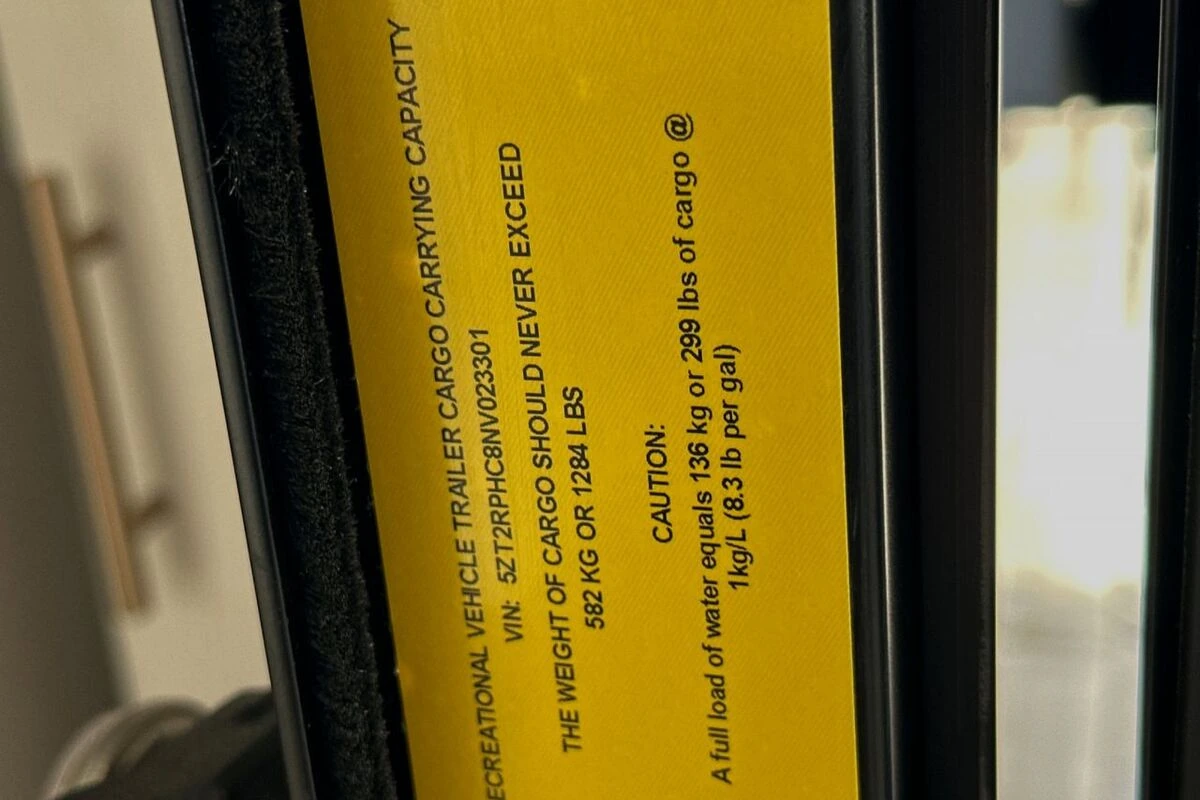 ECREATIONAL VEHICLE TRAILER CARGO CARRYING CAPACITY
VIN: 5ZT2RPHC8NV023301
THE WEIGHT OF CARGO SHOULD NEVER EXCEED
582 KG OR 1284 LBS
CAUTION:
A full load of water equals 136 kg or 299 lbs of cargo @
1kg/L (8.3 lb per gal)